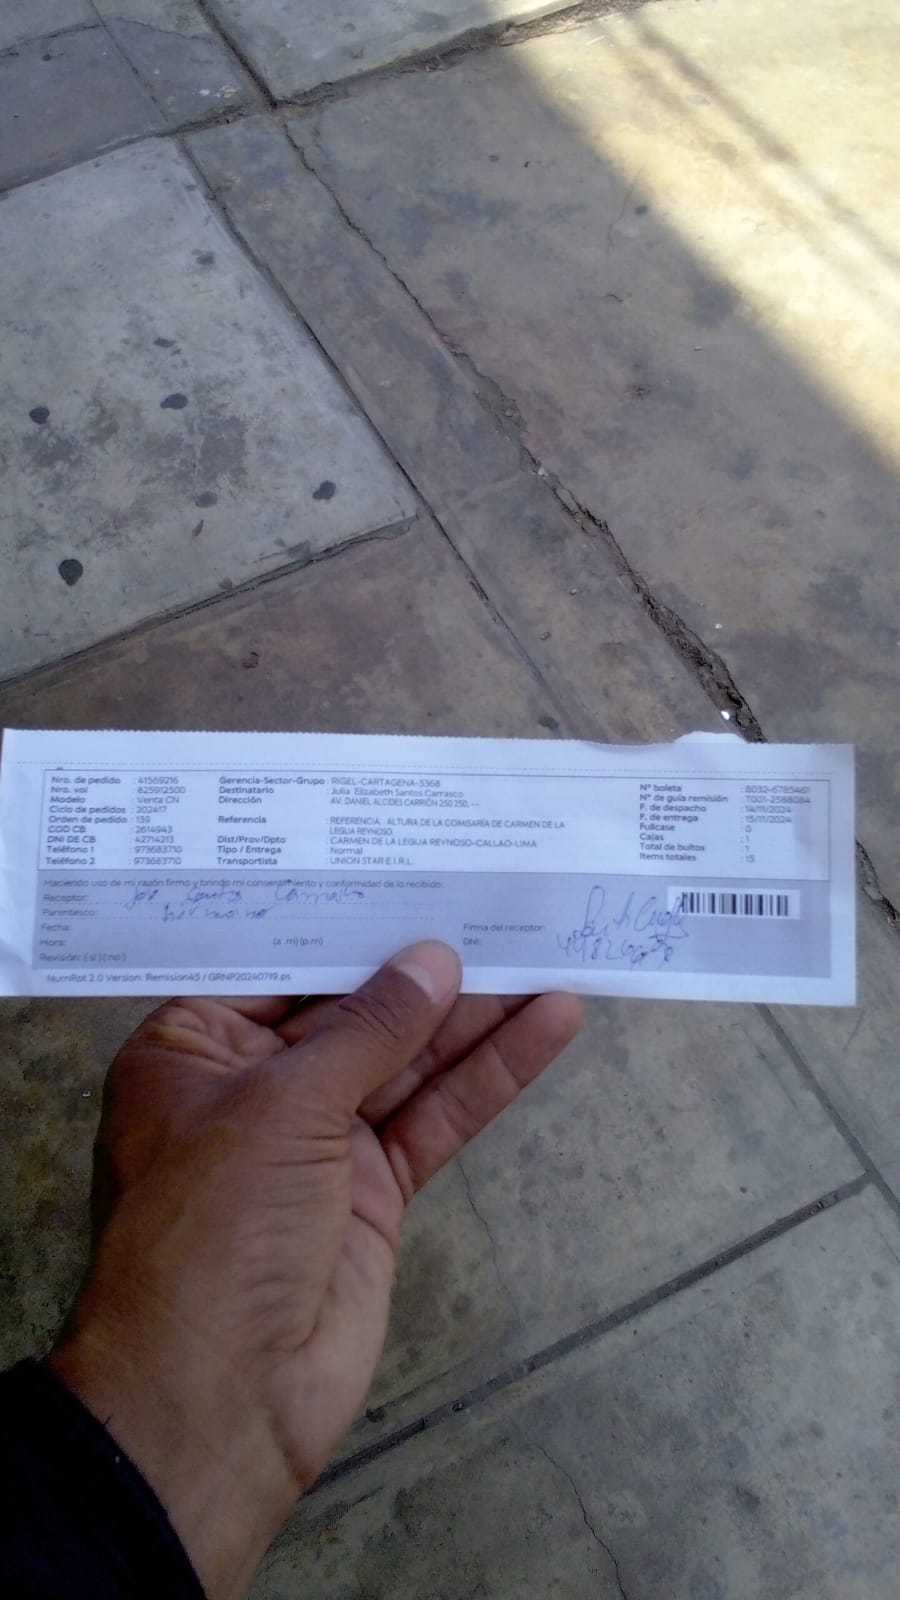 Nro. de pedido : 41569216
Nro. vol : 825912500
Modelo : Venta CN
Ciclo de pedidos : 202417
Orden de pedido : 139
COD CB : 2614943
DNI DE CB : 42714213
Teléfono 1 : 973683710
Teléfono 2 : 973683710
Gerencia-Sector-Grupo : RIGEL-CARTAGENA-5368
Destinatario : Julia Elizabeth Santos Carrasco
Dirección : AV. DANIEL ALCIDES CARRIÓN 250 250, --
Referencia : REFERENCIA, ALTURA DE LA COMISARÍA DE CARMEN DE LA
LEGUA REYNOSO.
Dist/Prov/Dpto : CARMEN DE LA LEGUA REYNOSO-CALLAO-LIMA
Tipo / Entrega : Normal
Transportista : UNION STAR E.I.R.L.
N° boleta : B032-6785461
N° de guía remisión : T001-2588084
F. de despacho : 14/11/2024
F. de entrega : 15/11/2024
Fullcase : 0
Cajas : 1
Total de bultos : 1
Items totales : 15
Haciendo uso de mi razón firmo y brindo mi consentimiento y conformidad de lo recibido.
Receptor: José
Parentesco: Hermano
Fecha:
Hora: (a.m) (p.m)
Revisión: ( si ) ( no )
Firma del receptor:
DNI:
NumRot 2.0 Version. Remision45 / GRNP20240719.ps